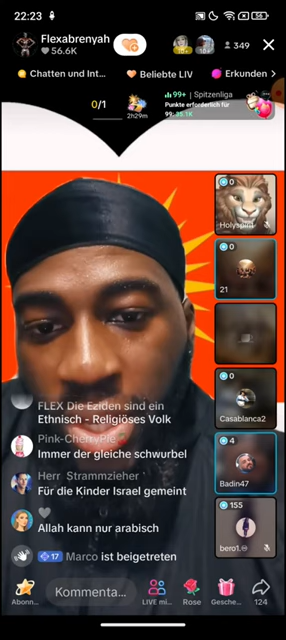 22:23
56
Flexabrenyah
56.6K
349
Chatten und Int...
Beliebte LIV
Erkunden
0/1
2h29m
99+ | Spitzenliga
Punkte erforderlich für
0
Holyspirit
0
21
0
Casablanca2
4
Badin47
155
bero1.
FLEX Die Eziden sind ein
Ethnisch - Religiöses Volk
Pink-CherryPie
Immer der gleiche schwurbel
Herr Strammzieher
Für die Kinder Israel gemeint
Allah kann nur arabisch
17 Marco ist beigetreten
Abonn...
Kommenta...
LIVE mi...
Rose
Gesche...
124